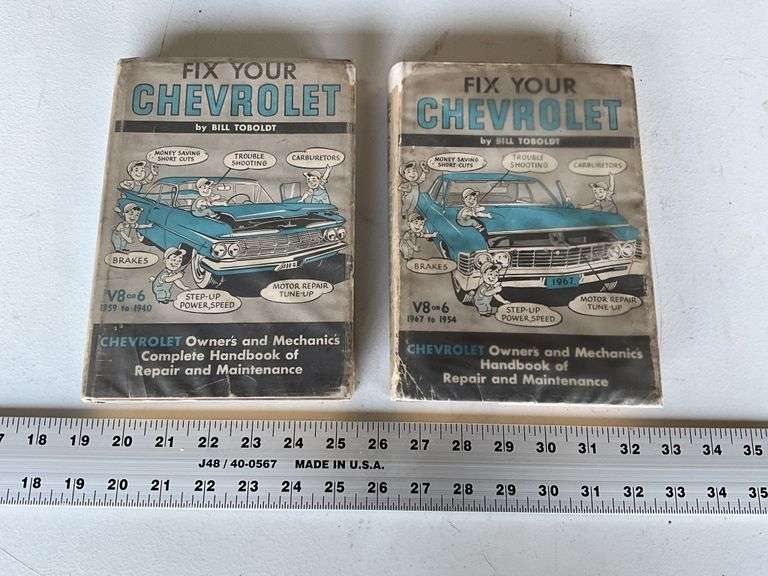 FIX YOUR
CHEVROLET
by BILL TOBOLDT
MONEY SAVING
SHORT CUTS
TROUBLE
SHOOTING
CARBURETORS
BRAKES
STEP-UP
POWER, SPEED
MOTOR REPAIR
TUNE-UP
V8 OR 6
1959 to 1940
CHEVROLET Owner's and Mechanics
Complete Handbook of
Repair and Maintenance
FIX YOUR
CHEVROLET
by BILL TOBOLDT
MONEY SAVING
SHORT-CUTS
TROUBLE
SHOOTING
CARBURETORS
BRAKES
1967
STEP-UP
POWER, SPEED
MOTOR REPAIR
TUNE-UP
V8 OR 6
1967 to 1954
CHEVROLET Owners and Mechanics
Handbook of
Repair and Maintenance
18 19 20 21 22 23 24 25 26 27 28 29 30 31 32 33 34 35
J48 / 40-0567 MADE IN U.S.A.
18 19 20 21 22 23 24 25 26 27 28 29 30 31 32 33 34 35